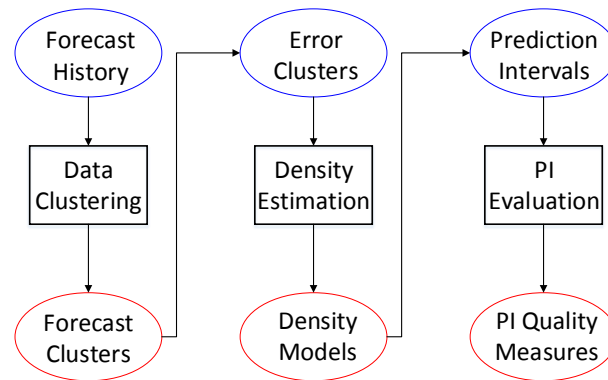 Forecast
History
Data
Clustering
Forecast
Clusters
Error
Clusters
Density
Estimation
Density
Models
Prediction
Intervals
PI
Evaluation
PI Quality
Measures